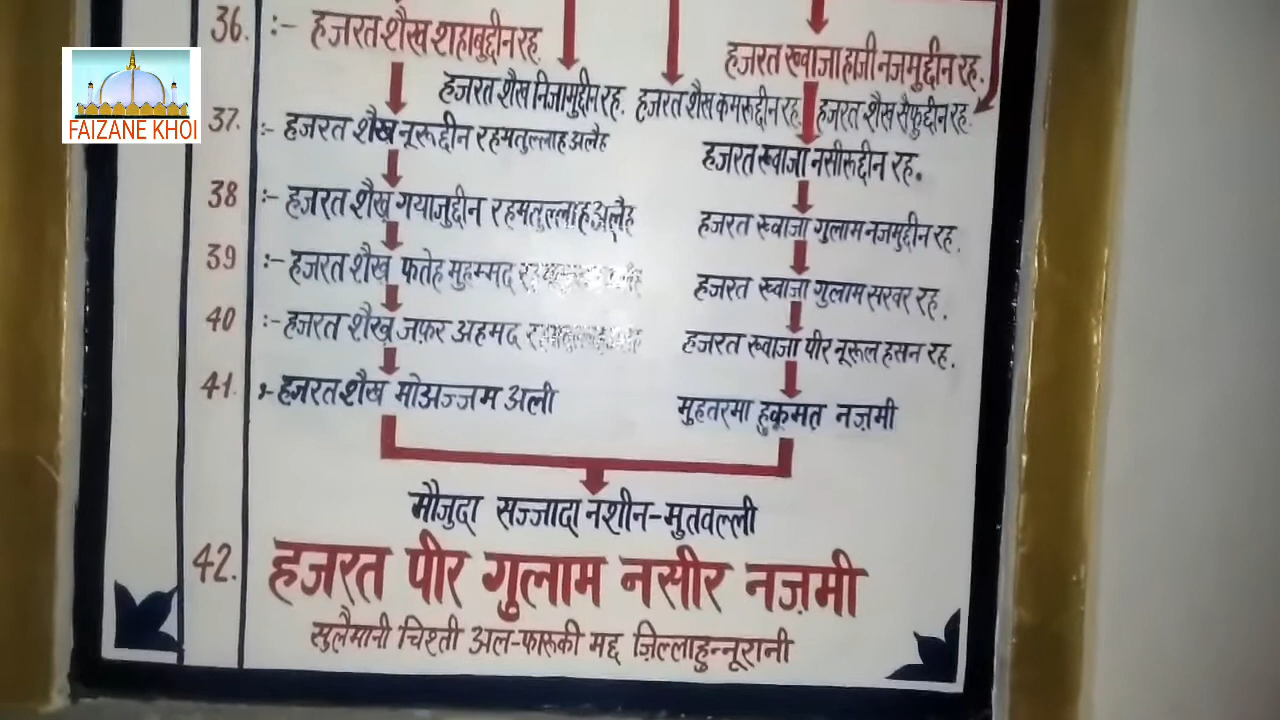 36. :- हजरत शैख शहाबुद्दीन रह.
हजरत ख्वाजा हाजी नजमुद्दीन रह.
FAIZANE KHOI
हजरत शैख निजामुद्दीन रह. हजरत शैख कमरूद्दीन रह. हजरत शैख सैफुद्दीन रह.
37. :- हजरत शैख नूरूद्दीन रहमतुल्लाह अलैह
हजरत ख्वाजा नसीरूद्दीन रह.
38 :- हजरत शैख गयाजुद्दीन रहमतुल्लाह अलैह
हजरत ख्वाजा गुलाम नजमुद्दीन रह.
39 :- हजरत शैख फतेह मुहम्मद
हजरत ख्वाजा गुलाम सरवर रह.
40 :- हजरत शैख जफ़र अहमद
हजरत ख्वाजा पीर नूरूल हसन रह.
41. :- हजरत शैख मोअज्जम अली
मुहतरमा हुकूमत नज़मी
मौजुदा सज्जादा नशीन-मुतवल्ली
42. हजरत पीर गुलाम नसीर नज़मी
सुलैमानी चिश्ती अल-फारूकी मद्द ज़िल्लाहुन्नूरानी